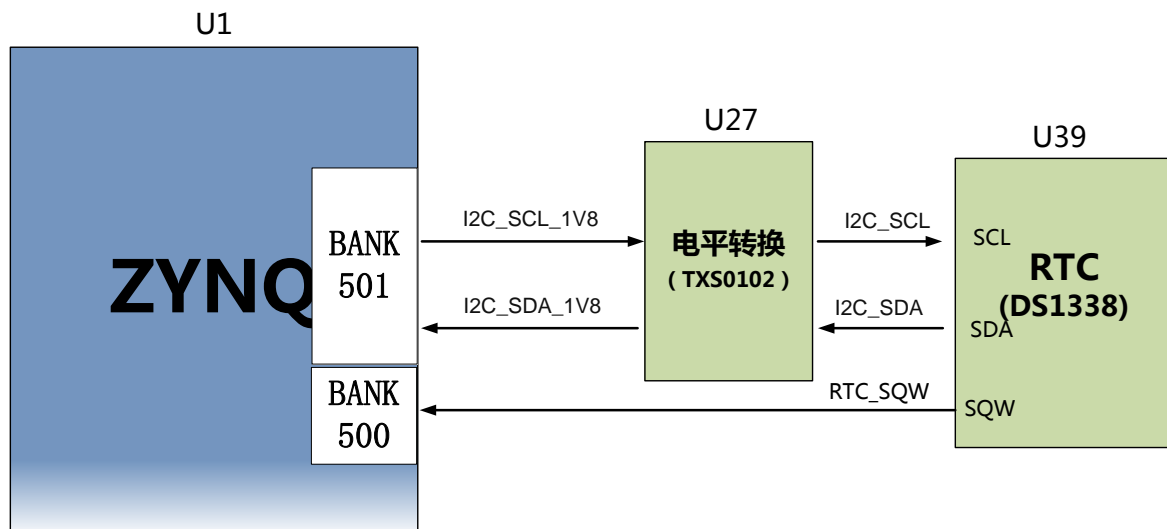 U1
ZYNQ
BANK
501
BANK
500
I2C_SCL_1V8
I2C_SDA_1V8
U27
电平转换
(TXS0102)
I2C_SCL
I2C_SDA
RTC_SQW
U39
SCL
RTC
(DS1338)
SDA
SQW